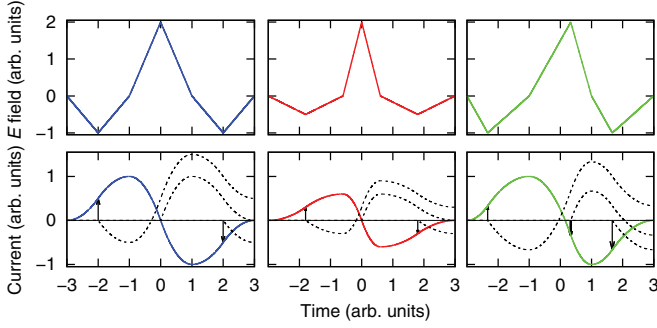 E field (arb. units)
2
1
0
−1
Current (arb. units)
1
0
−1
−3 −2 −1 0 1 2 3
−2 −1 0 1 2 3
−2 −1 0 1 2 3
Time (arb. units)